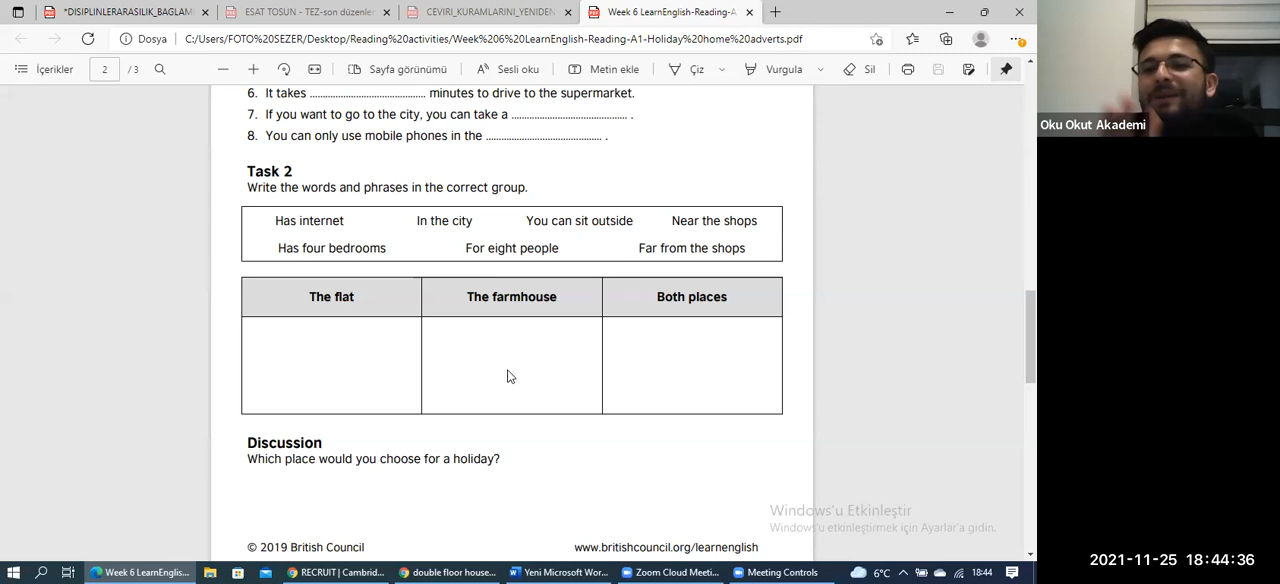 *DISIPLINLERARASILIK_BAGLAM
ESAT TOSUN - TEZ-son düzenler
CEVIRI_KURAMLARINI_YENIDEN
Week 6 LearnEnglish-Reading-A
Dosya
C:/Users/FOTO%20SEZER/Desktop/Reading%20activities/Week%206%20LearnEnglish-Reading-A1-Holiday%20home%20adverts.pdf
İçerikler
2 / 3
Sayfa görünümü
Sesli oku
Metin ekle
Çiz
Vurgula
Sil
6. It takes .......................................... minutes to drive to the supermarket.
7. If you want to go to the city, you can take a .......................................... .
8. You can only use mobile phones in the .......................................... .
Task 2
Write the words and phrases in the correct group.
Has internet In the city You can sit outside Near the shops
Has four bedrooms For eight people Far from the shops
The flat The farmhouse Both places
Discussion
Which place would you choose for a holiday?
© 2019 British Council www.britishcouncil.org/learnenglish
Windows'u Etkinleştir
Windows'u etkinleştirmek için Ayarlar'a gidin.
Oku Okut Akademi
2021-11-25 18:44:36
Week 6 LearnEnglis...
RECRUIT | Cambrid...
double floor house...
Yeni Microsoft Wor...
Zoom Cloud Meeti...
Meeting Controls
6°C
18:44